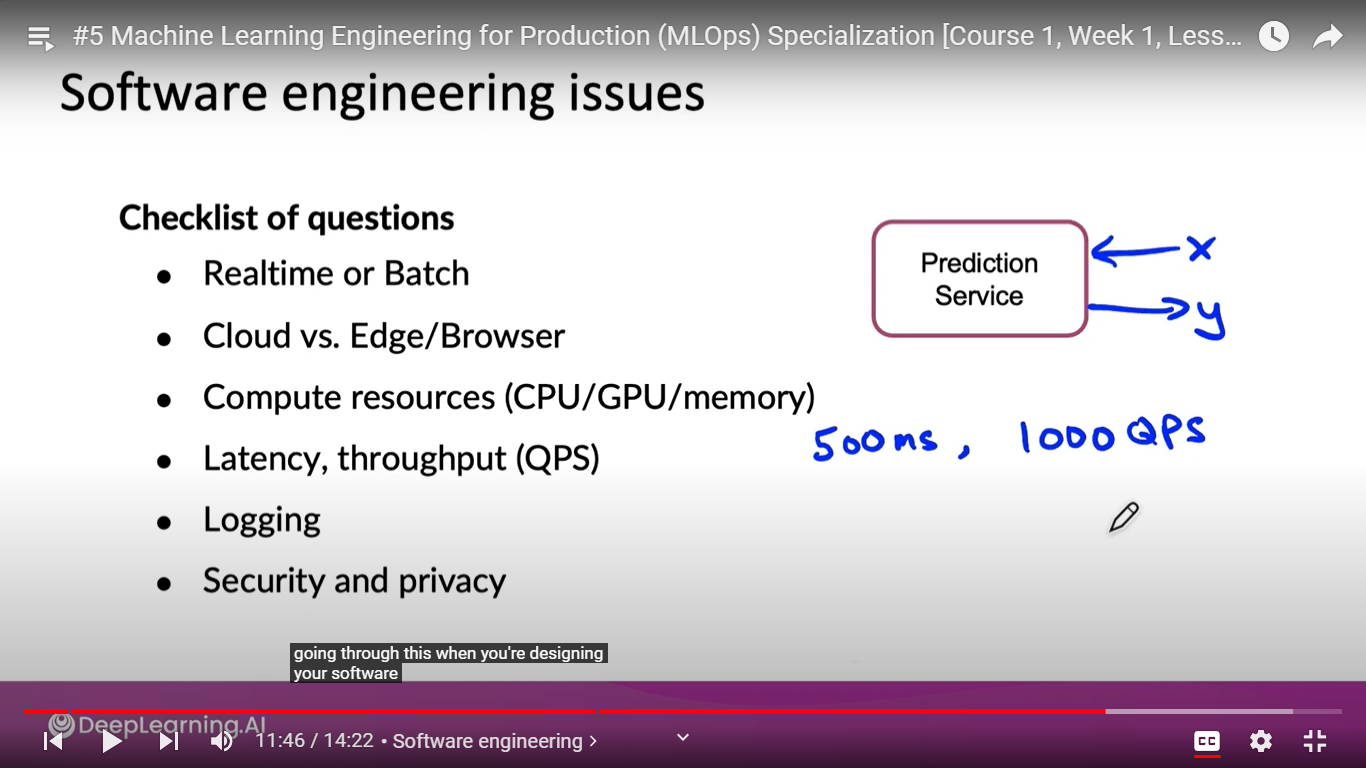 #5 Machine Learning Engineering for Production (MLOps) Specialization [Course 1, Week 1, Less...
Software engineering issues
Checklist of questions
• Realtime or Batch
• Cloud vs. Edge/Browser
• Compute resources (CPU/GPU/memory)
• Latency, throughput (QPS)
• Logging
• Security and privacy
Prediction
Service
x
y
500ms, 1000 QPS
going through this when you're designing
your software
DeepLearning.AI
11:46 / 14:22 • Software engineering >
CC